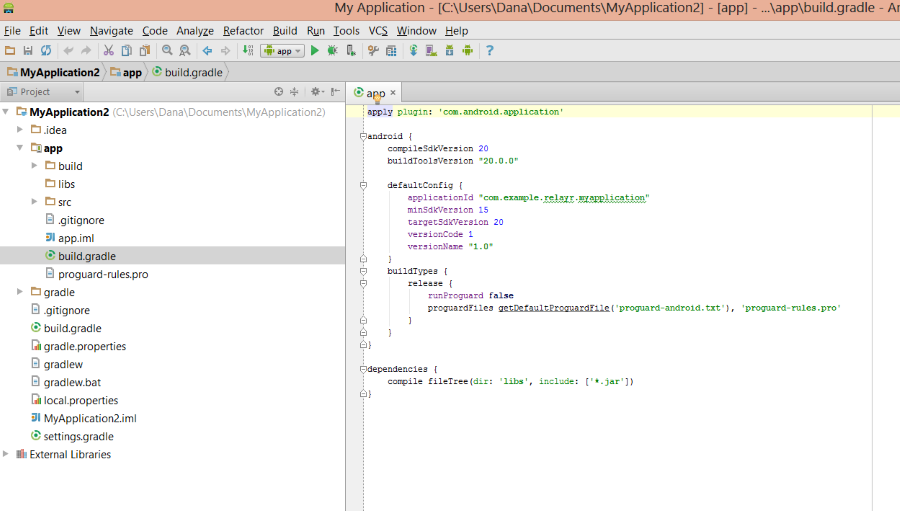 My Application - [C:\Users\Dana\Documents\MyApplication2] - [app] - ...\app\build.gradle - An
File Edit View Navigate Code Analyze Refactor Build Run Tools VCS Window Help
app
MyApplication2 app build.gradle
Project
app
MyApplication2 (C:\Users\Dana\Documents\MyApplication2)
.idea
app
build
libs
src
.gitignore
app.iml
build.gradle
proguard-rules.pro
gradle
.gitignore
build.gradle
gradle.properties
gradlew
gradlew.bat
local.properties
MyApplication2.iml
settings.gradle
External Libraries
apply plugin: 'com.android.application'
android {
compileSdkVersion 20
buildToolsVersion "20.0.0"
defaultConfig {
applicationId "com.example.relayr.myapplication"
minSdkVersion 15
targetSdkVersion 20
versionCode 1
versionName "1.0"
}
buildTypes {
release {
runProguard false
proguardFiles getDefaultProguardFile('proguard-android.txt'), 'proguard-rules.pro'
}
}
}
dependencies {
compile fileTree(dir: 'libs', include: ['*.jar'])
}